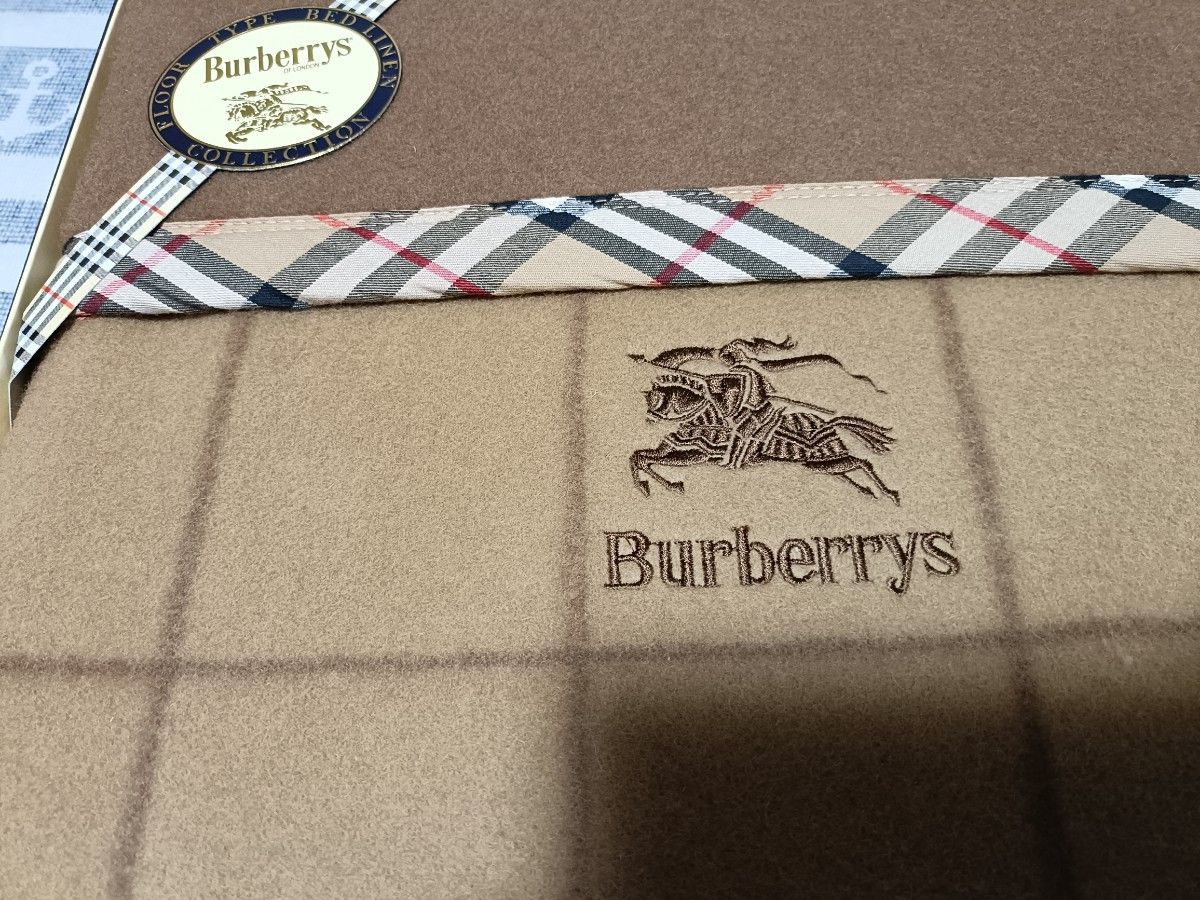 FLOOR TYPE BED LINEN
Burberrys
OF LONDON
COLLECTION
Burberrys